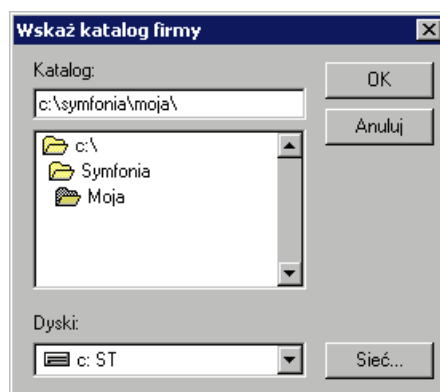 Wskaż katalog firmy
Katalog:
OK
c:\symfonia\moja\
Anuluj
c:\
Symfonia
Moja
Dyski:
c: ST
Sieć...